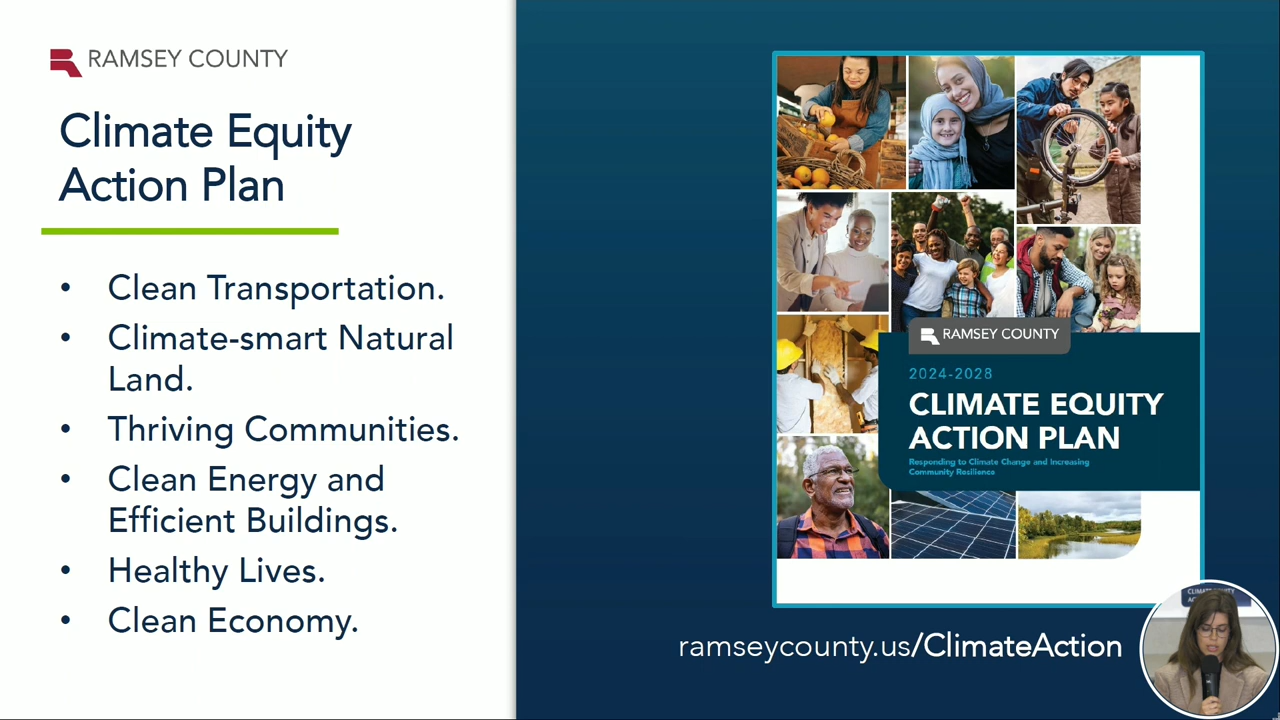 RAMSEY COUNTY
Climate Equity
Action Plan
• Clean Transportation.
• Climate-smart Natural
Land.
• Thriving Communities.
• Clean Energy and
Efficient Buildings.
• Healthy Lives.
• Clean Economy.
RAMSEY COUNTY
2024-2028
CLIMATE EQUITY
ACTION PLAN
Responding to Climate Change and Increasing
Community Resilience
ramseycounty.us/ClimateAction
CLIMATE EQUITY